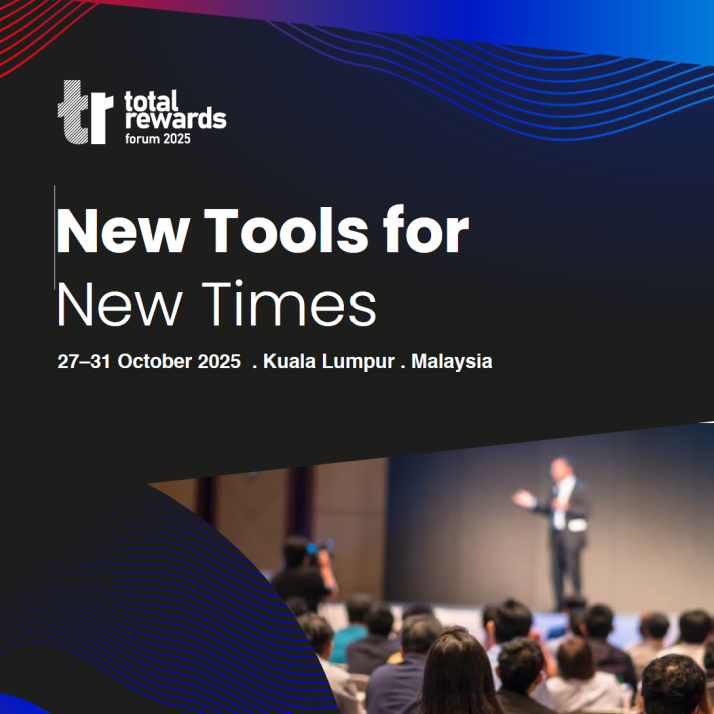 tr
total
rewards
forum 2025
New Tools for
New Times
27–31 October 2025 . Kuala Lumpur . Malaysia